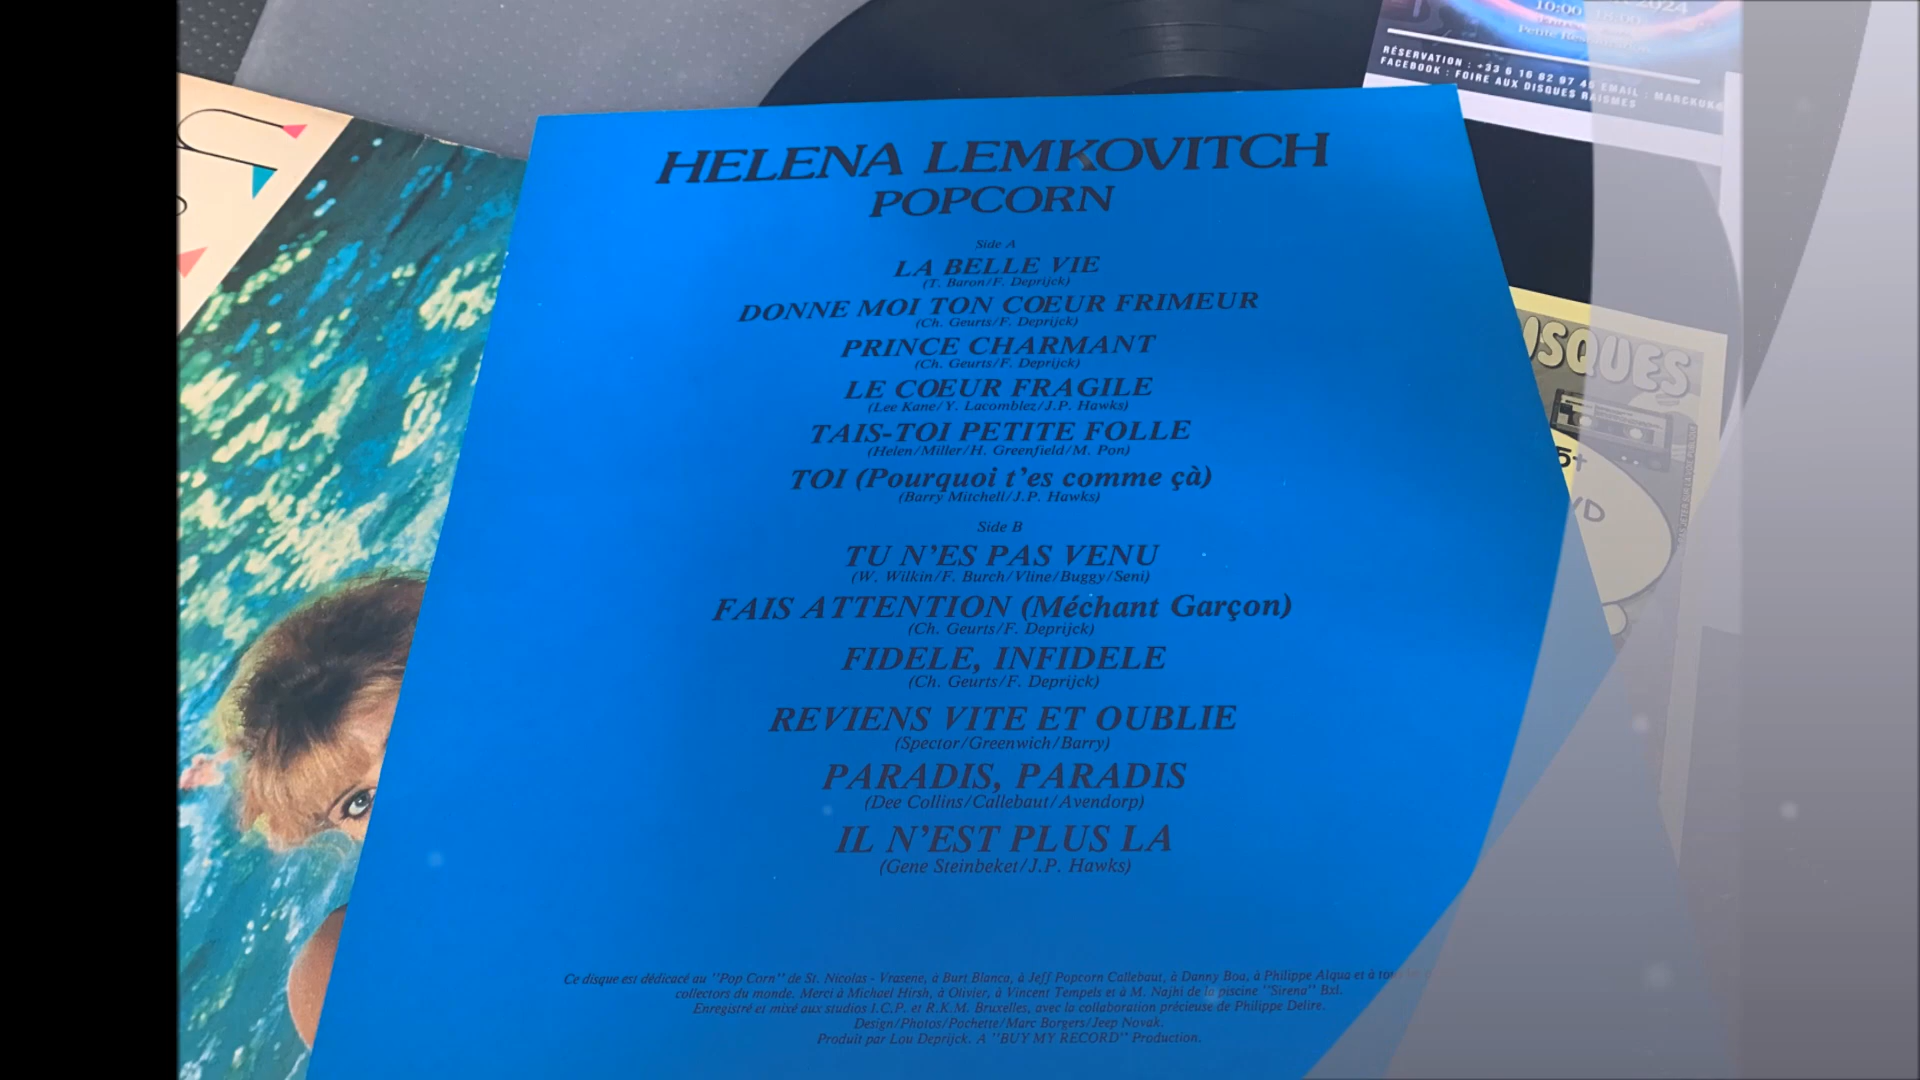 2024
10:00
RÉSERVATION : +33 6 16 82 97 45 EMAIL :
FACEBOOK : FOIRE AUX DISQUES RAISMES
HELENA LEMKOVITCH
POPCORN
Side A
LA BELLE VIE
(T. Baron/F. Deprijck)
DONNE MOI TON CŒUR FRIMEUR
(Ch. Geurts/F. Deprijck)
PRINCE CHARMANT
(Ch. Geurts/F. Deprijck)
LE CŒUR FRAGILE
(Lee Kane/Y. Lacomblez/J.P. Hawks)
TAIS-TOI PETITE FOLLE
(Helen/Miller/H. Greenfield/M. Pon)
TOI (Pourquoi t'es comme çà)
(Barry Mitchell/J.P. Hawks)
Side B
TU N'ES PAS VENU
(W. Wilkin/F. Burch/Vline/Buggy/Seni)
FAIS ATTENTION (Méchant Garçon)
(Ch. Geurts/F. Deprijck)
FIDELE, INFIDELE
(Ch. Geurts/F. Deprijck)
REVIENS VITE ET OUBLIE
(Spector/Greenwich/Barry)
PARADIS, PARADIS
(Dee Collins/Callebaut/Avendorp)
IL N'EST PLUS LA
(Gene Steinbeket/J.P. Hawks)
Ce disque est dédicacé au "Pop Corn" de St. Nicolas - Vrasene, à Burt Blanca, à Jeff Popcorn Callebaut, à Danny Boa, à Philippe Alqua et à
collectors du monde. Merci à Michael Hirsh, à Olivier, à Vincent Tempels et à M. Najhi de la piscine "Sirena" Bxl.
Enregistré et mixé aux studios I.C.P. et R.K.M. Bruxelles, avec la collaboration précieuse de Philippe Delire.
Design/Photos/Pochette/Marc Borgers/Jeep Novak.
Produit par Lou Deprijck. A "BUY MY RECORD" Production.